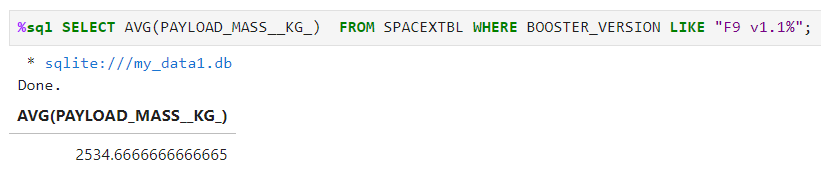 %sql SELECT AVG(PAYLOAD_MASS__KG_)  FROM SPACEXTBL WHERE BOOSTER_VERSION LIKE "F9 v1.1%";
* sqlite:///my_data1.db
Done.
AVG(PAYLOAD_MASS__KG_)
2534.6666666666665